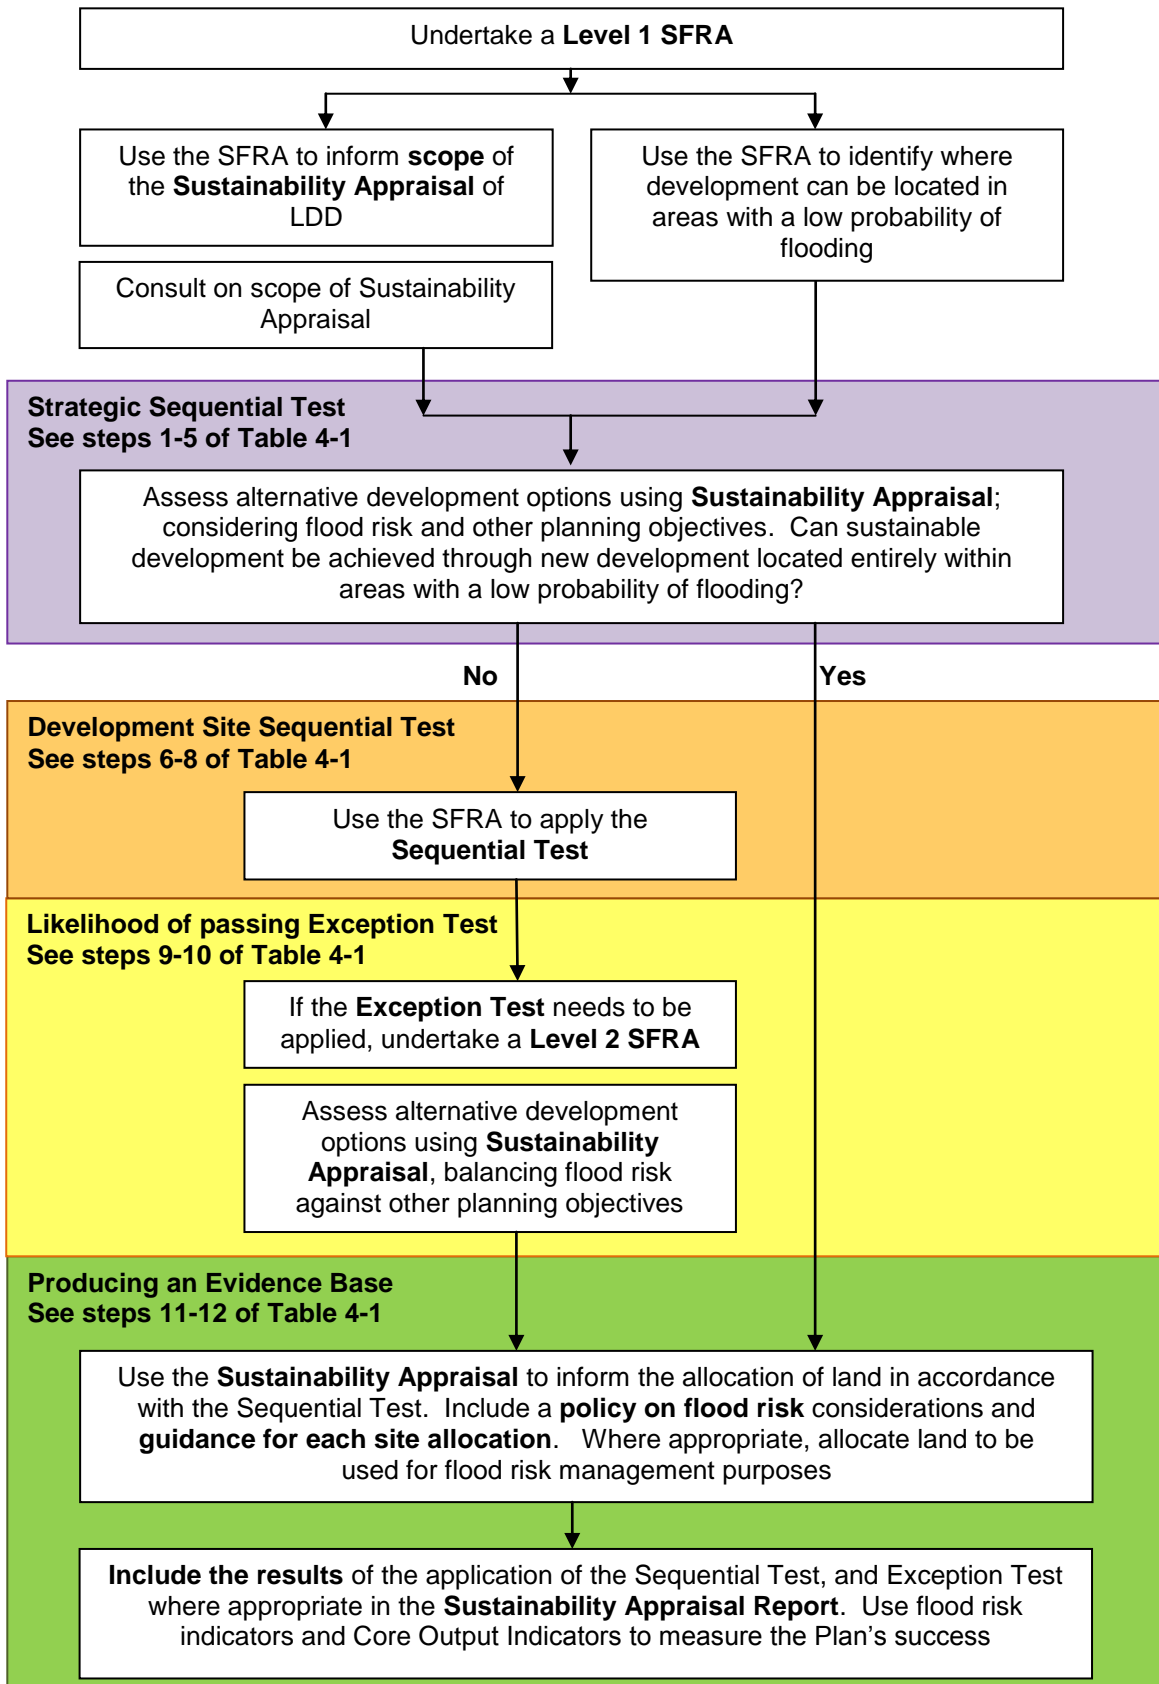 Undertake a Level 1 SFRA
Use the SFRA to inform scope of
the Sustainability Appraisal of
LDD
Use the SFRA to identify where
development can be located in
areas with a low probability of
flooding
Consult on scope of Sustainability
Appraisal
Strategic Sequential Test
See steps 1-5 of Table 4-1
Assess alternative development options using Sustainability Appraisal;
considering flood risk and other planning objectives.  Can sustainable
development be achieved through new development located entirely within
areas with a low probability of flooding?
No
Yes
Development Site Sequential Test
See steps 6-8 of Table 4-1
Use the SFRA to apply the
Sequential Test
Likelihood of passing Exception Test
See steps 9-10 of Table 4-1
If the Exception Test needs to be
applied, undertake a Level 2 SFRA
Assess alternative development
options using Sustainability
Appraisal, balancing flood risk
against other planning objectives
Producing an Evidence Base
See steps 11-12 of Table 4-1
Use the Sustainability Appraisal to inform the allocation of land in accordance
with the Sequential Test.  Include a policy on flood risk considerations and
guidance for each site allocation.   Where appropriate, allocate land to be
used for flood risk management purposes
Include the results of the application of the Sequential Test, and Exception Test
where appropriate in the Sustainability Appraisal Report.  Use flood risk
indicators and Core Output Indicators to measure the Plan’s success